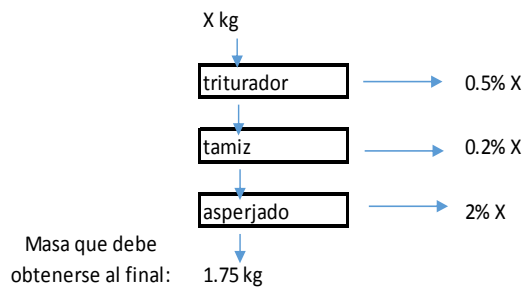 X kg
triturador 0.5% X
tamiz 0.2% X
asperjado 2% X
Masa que debe
obtenerse al final: 1.75 kg